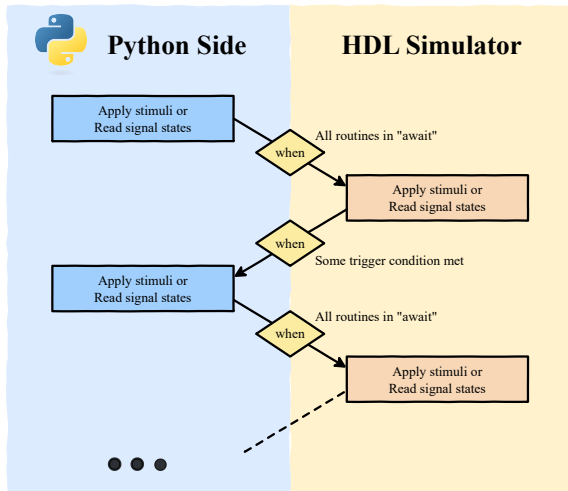 Python Side
HDL Simulator
Apply stimuli or
Read signal states
All routines in "await"
when
Apply stimuli or
Read signal states
when
Some trigger condition met
Apply stimuli or
Read signal states
All routines in "await"
when
Apply stimuli or
Read signal states